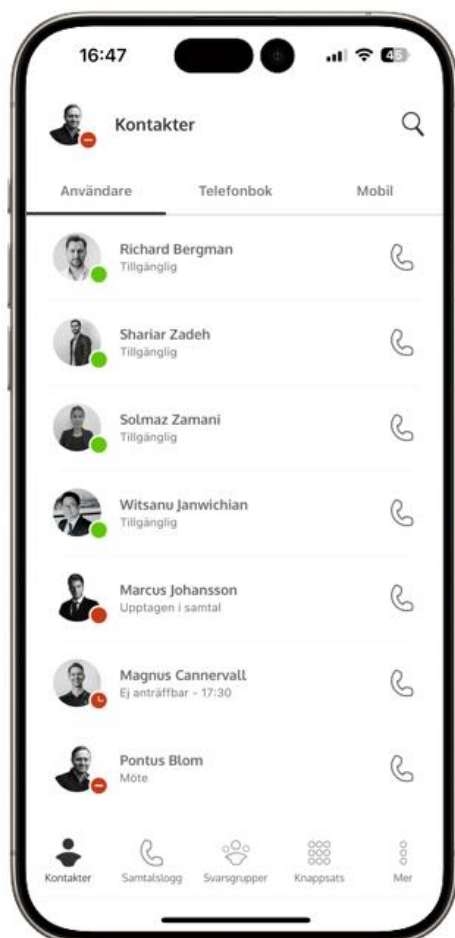 16:47
45
Kontakter
Användare Telefonbok Mobil
Richard Bergman
Tillgänglig
Shariar Zadeh
Tillgänglig
Solmaz Zamani
Tillgänglig
Witsanu Janwichian
Tillgänglig
Marcus Johansson
Upptagen i samtal
Magnus Cannervall
Ej anträffbar - 17:30
Pontus Blom
Möte
Kontakter Samtalslogg Svarsgrupper Knappsats Mer